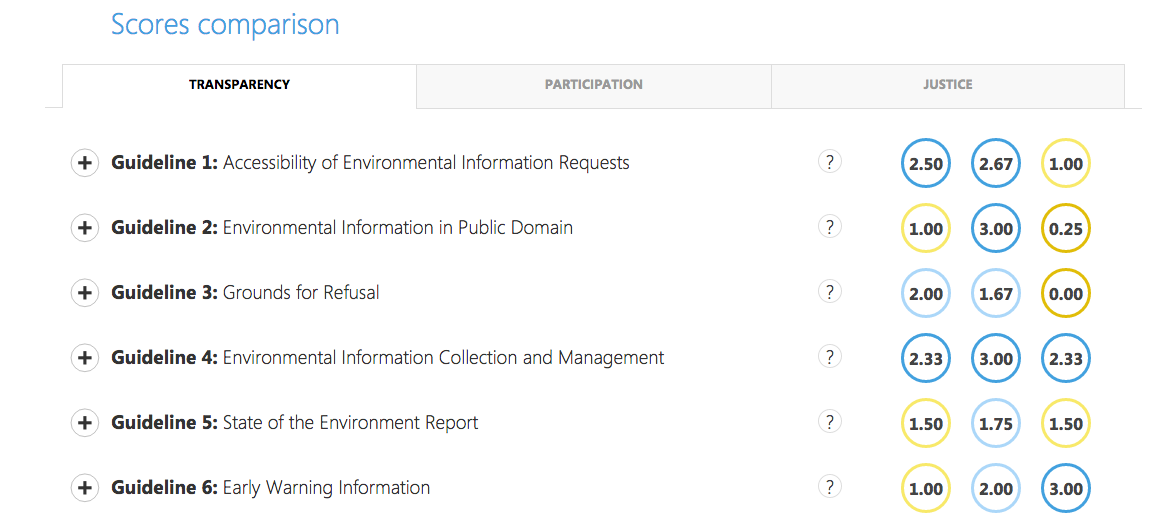 Scores comparison
TRANSPARENCY PARTICIPATION JUSTICE
+ Guideline 1: Accessibility of Environmental Information Requests ? 2.50 2.67 1.00
+ Guideline 2: Environmental Information in Public Domain ? 1.00 3.00 0.25
+ Guideline 3: Grounds for Refusal ? 2.00 1.67 0.00
+ Guideline 4: Environmental Information Collection and Management ? 2.33 3.00 2.33
+ Guideline 5: State of the Environment Report ? 1.50 1.75 1.50
+ Guideline 6: Early Warning Information ? 1.00 2.00 3.00